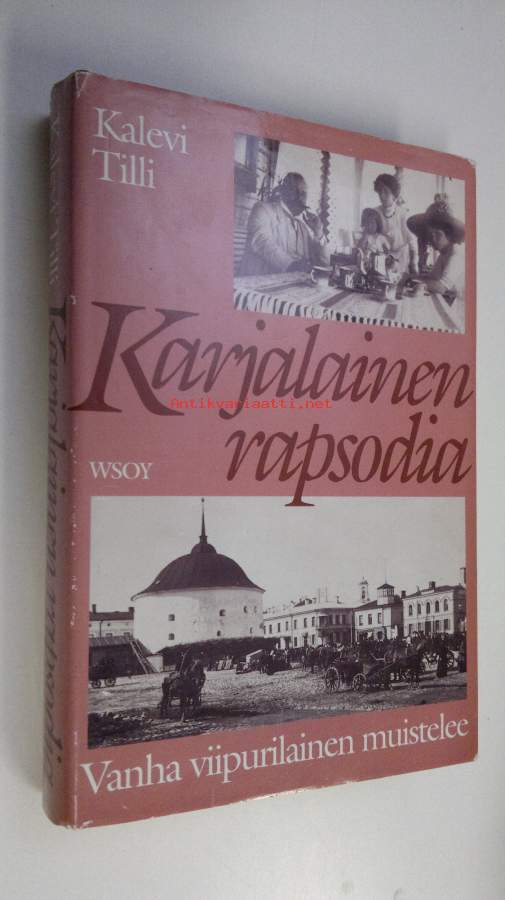 Kalevi
Tilli
Karjalainen
rapsodia
WSOY
Vanha viipurilainen muistelee
Kalevi Tilli Karjalainen rapsodia
Antikvariaatti.net